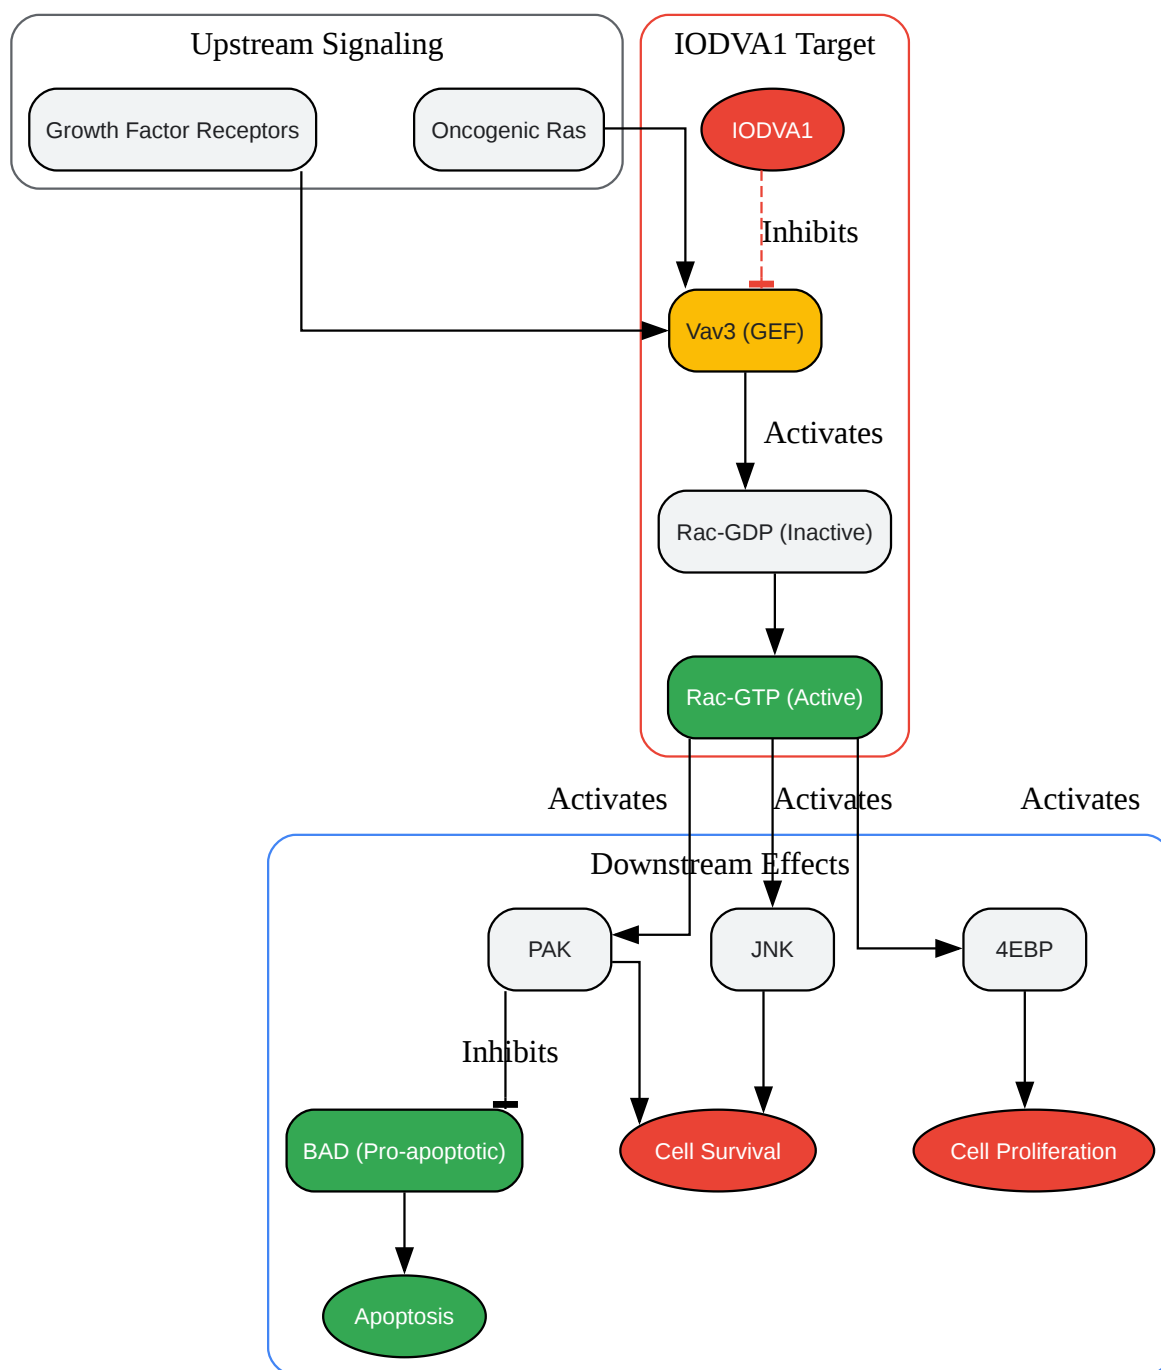 Upstream Signaling
IODVA1 Target
Growth Factor Receptors
Oncogenic Ras
IODVA1
Inhibits
Vav3 (GEF)
Activates
Rac-GDP (Inactive)
Rac-GTP (Active)
Activates
Activates
Activates
Downstream Effects
PAK
JNK
4EBP
Inhibits
BAD (Pro-apoptotic)
Cell Survival
Cell Proliferation
Apoptosis